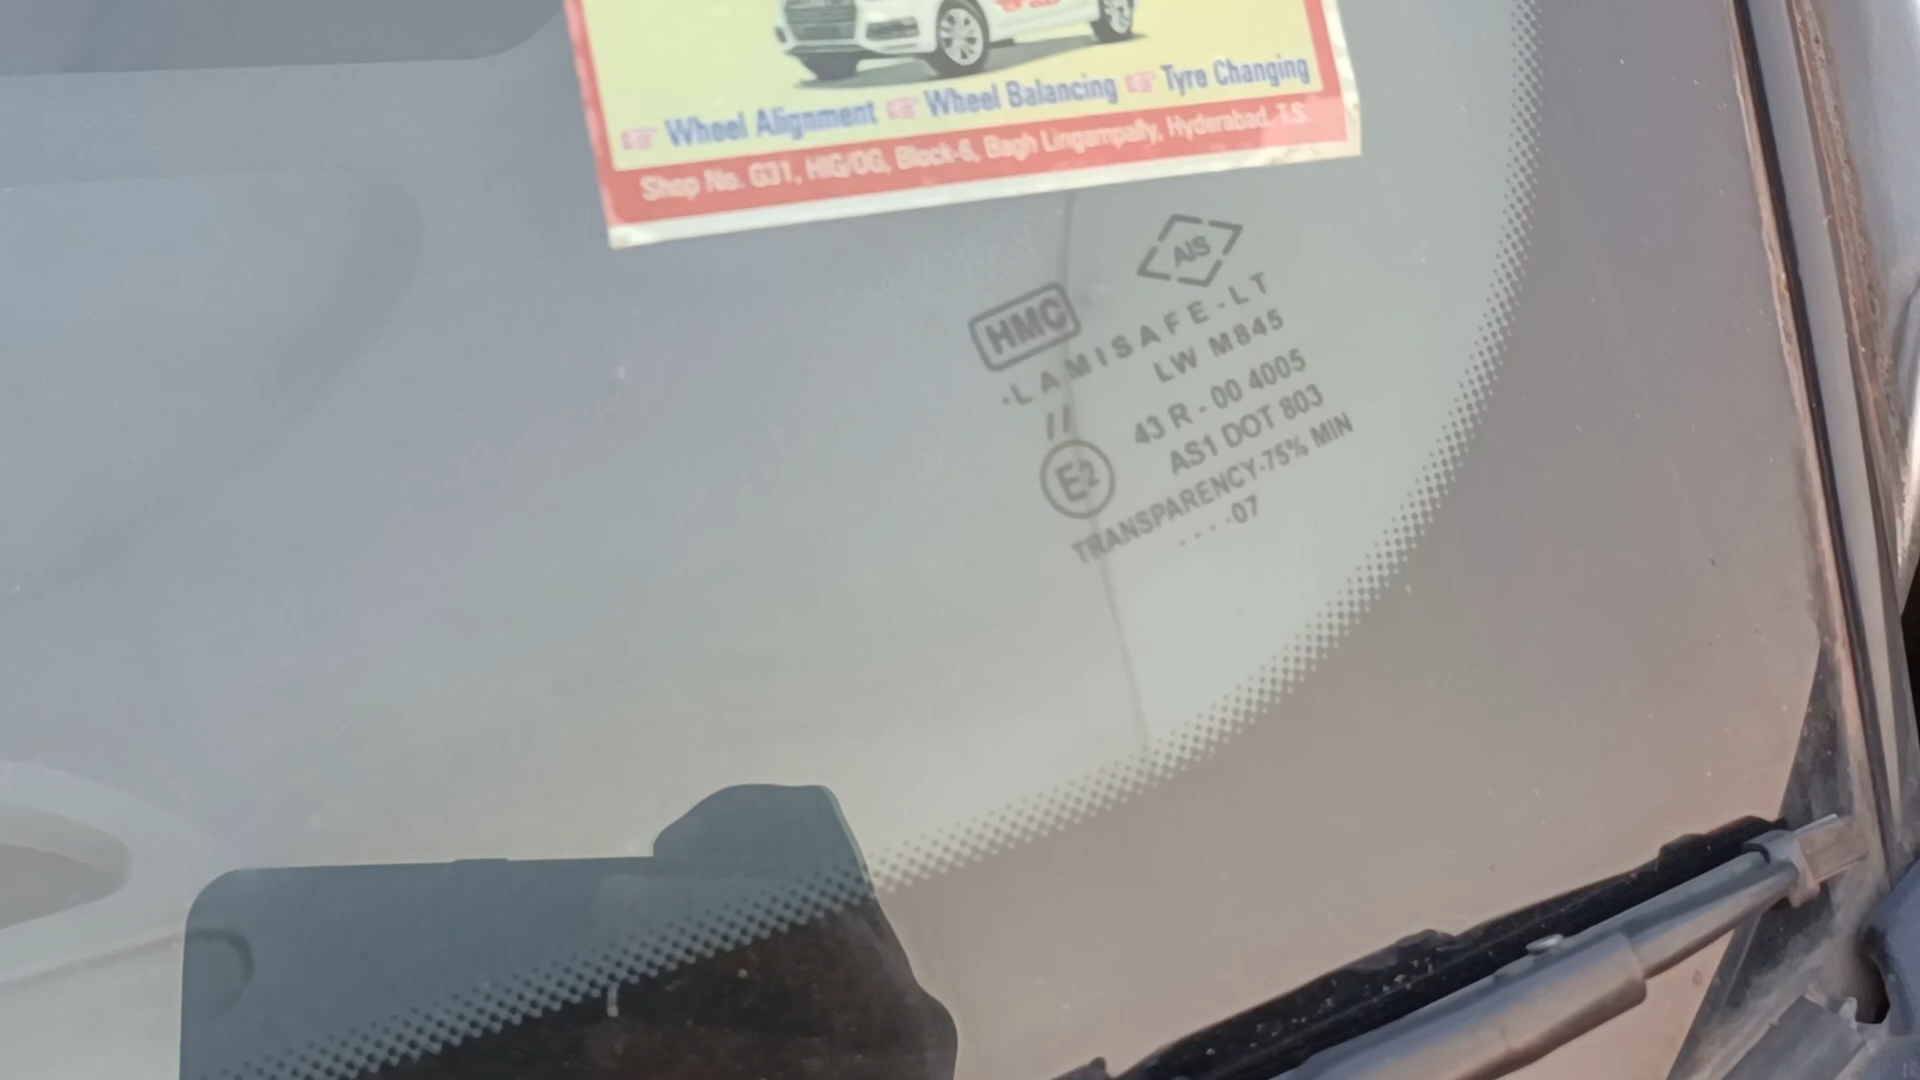 Wheel Alignment Wheel Balancing Tyre Changing
Shop No. G31, HIG/OG, Block-6, Bagh Lingampally, Hyderabad. T.S.
AIS
HMC
·LAMISAFE-LT
LW M845
43 R - 00 4005
E2
AS1 DOT 803
TRANSPARENCY-75% MIN
....07